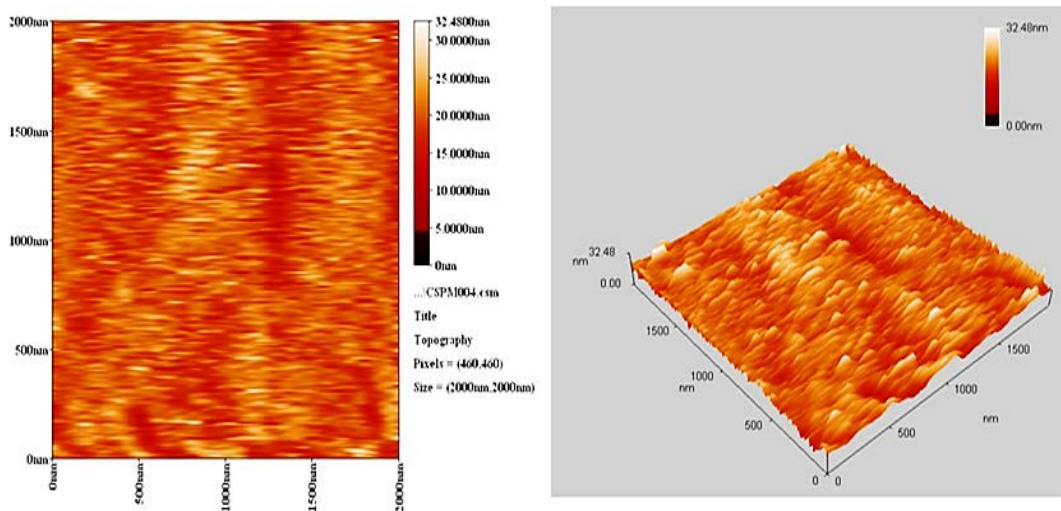 2000nm
1500nm
1000nm
500nm
0nm
0nm
500nm
1000nm
1500nm
2000nm
32.4800nm
30.0000nm
25.0000nm
20.0000nm
15.0000nm
10.0000nm
5.0000nm
0nm
...\CSPM004.csm
Title
Topography
Pixels = (460,460)
Size = (2000nm,2000nm)
32.48nm
0.00nm
32.48
nm
0.00
1500
1000
nm
500
0
0
500
1000
nm
1500